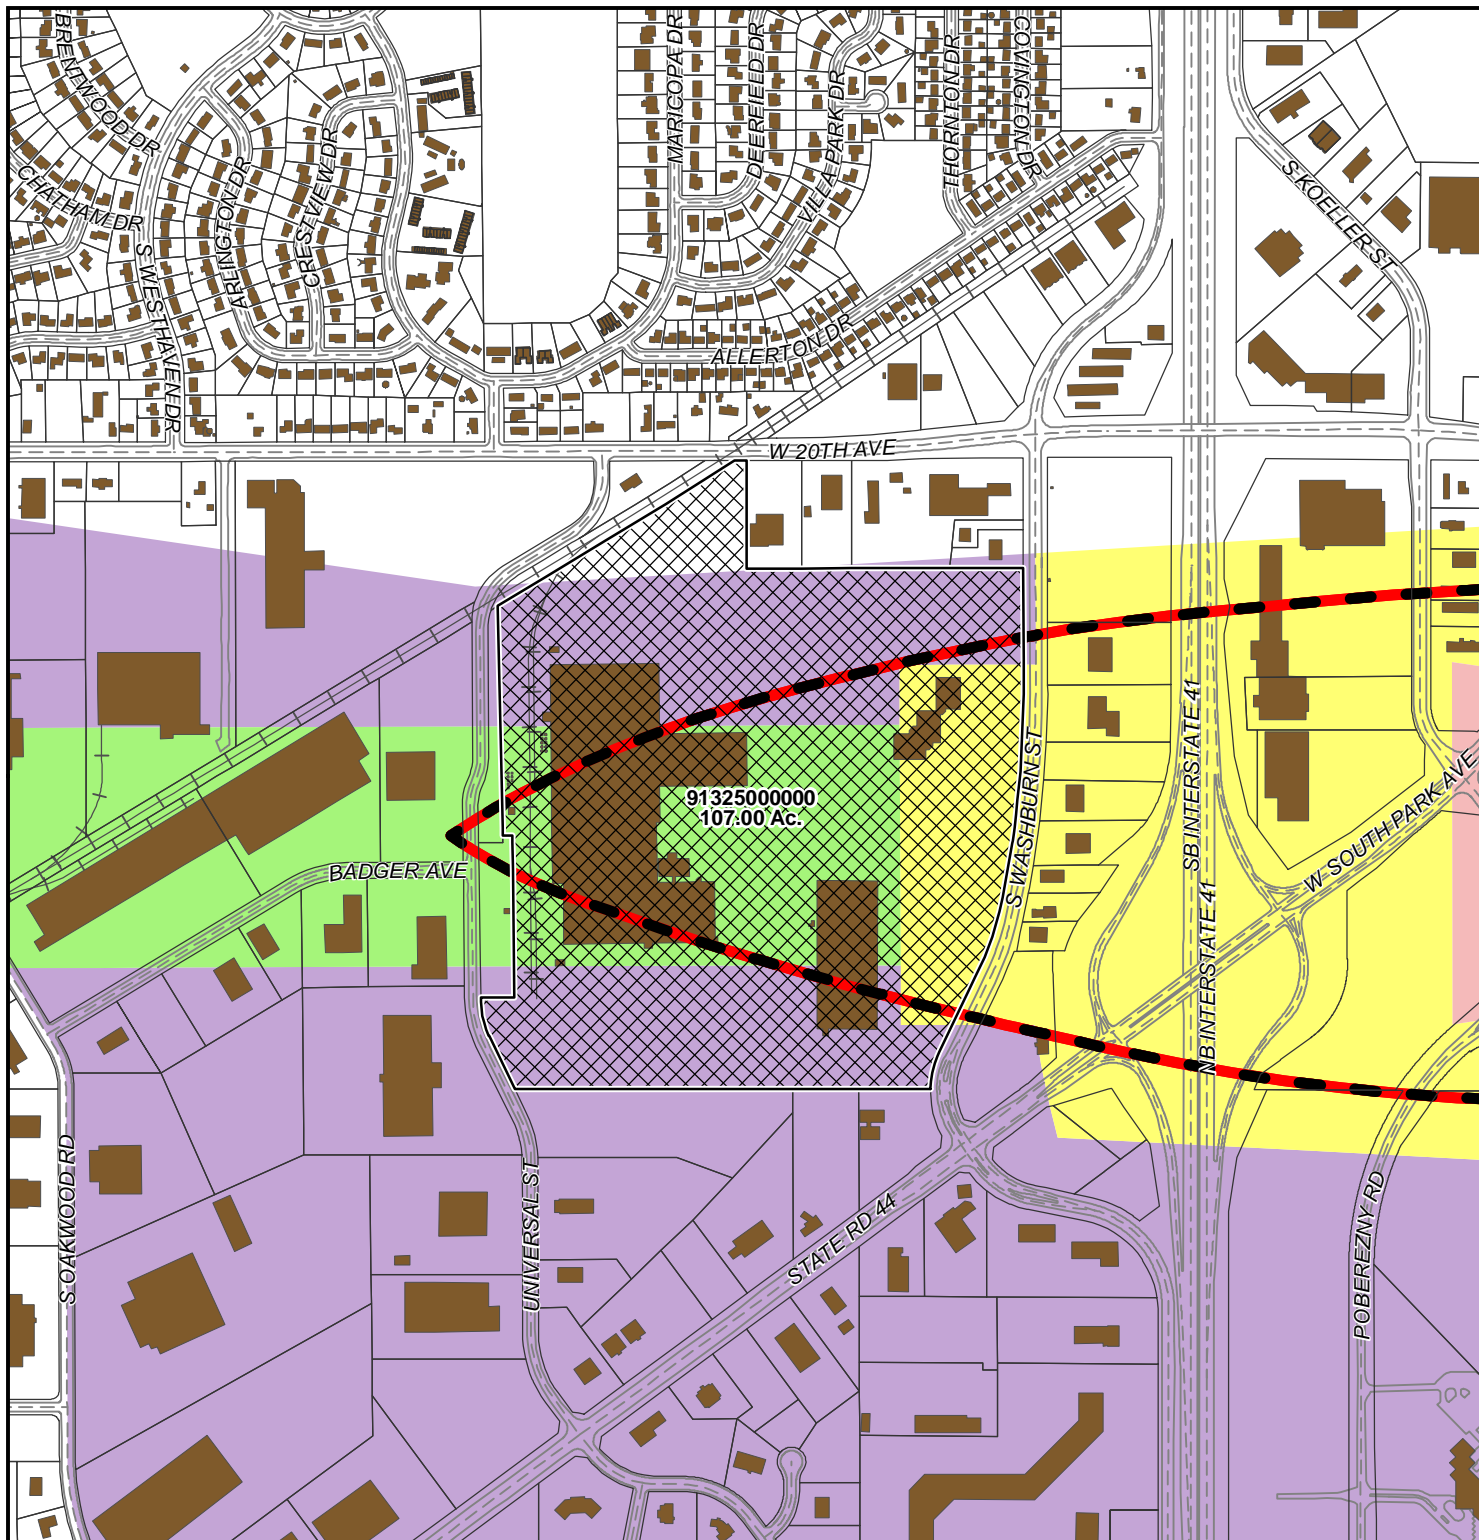 BRENTWOOD DR
MARICOPA DR
DEERFIELD DR
VILLA PARK DR
THORNTON DR
COVINGTON DR
CHATHAM DR
ARLINGTON DR
CRESTVIEW DR
S KOELLER ST
S WESTHAVEN DR
ALLERTON DR
W 20TH AVE
SB INTERSTATE 41
S WASHBURN ST
W SOUTH PARK AVE
91325000000
107.00 Ac.
BADGER AVE
NB INTERSTATE 41
S OAKWOOD RD
UNIVERSAL ST
STATE RD 44
POBEREZNY RD